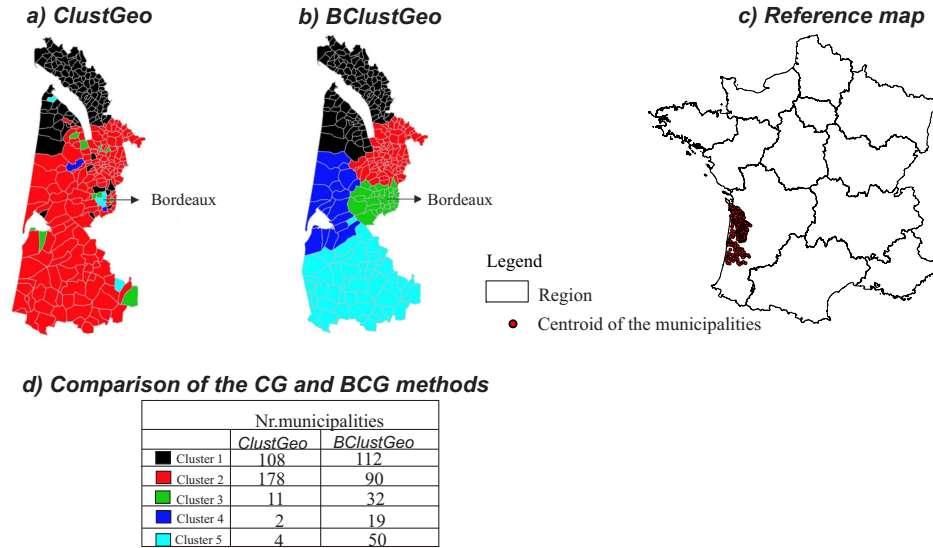 a) ClustGeo
b) BClustGeo
c) Reference map
Bordeaux
Bordeaux
Legend
Region
Centroid of the municipalities
d) Comparison of the CG and BCG methods
Nr.municipalities
ClustGeo BClustGeo
Cluster 1 108 112
Cluster 2 178 90
Cluster 3 11 32
Cluster 4 2 19
Cluster 5 4 50